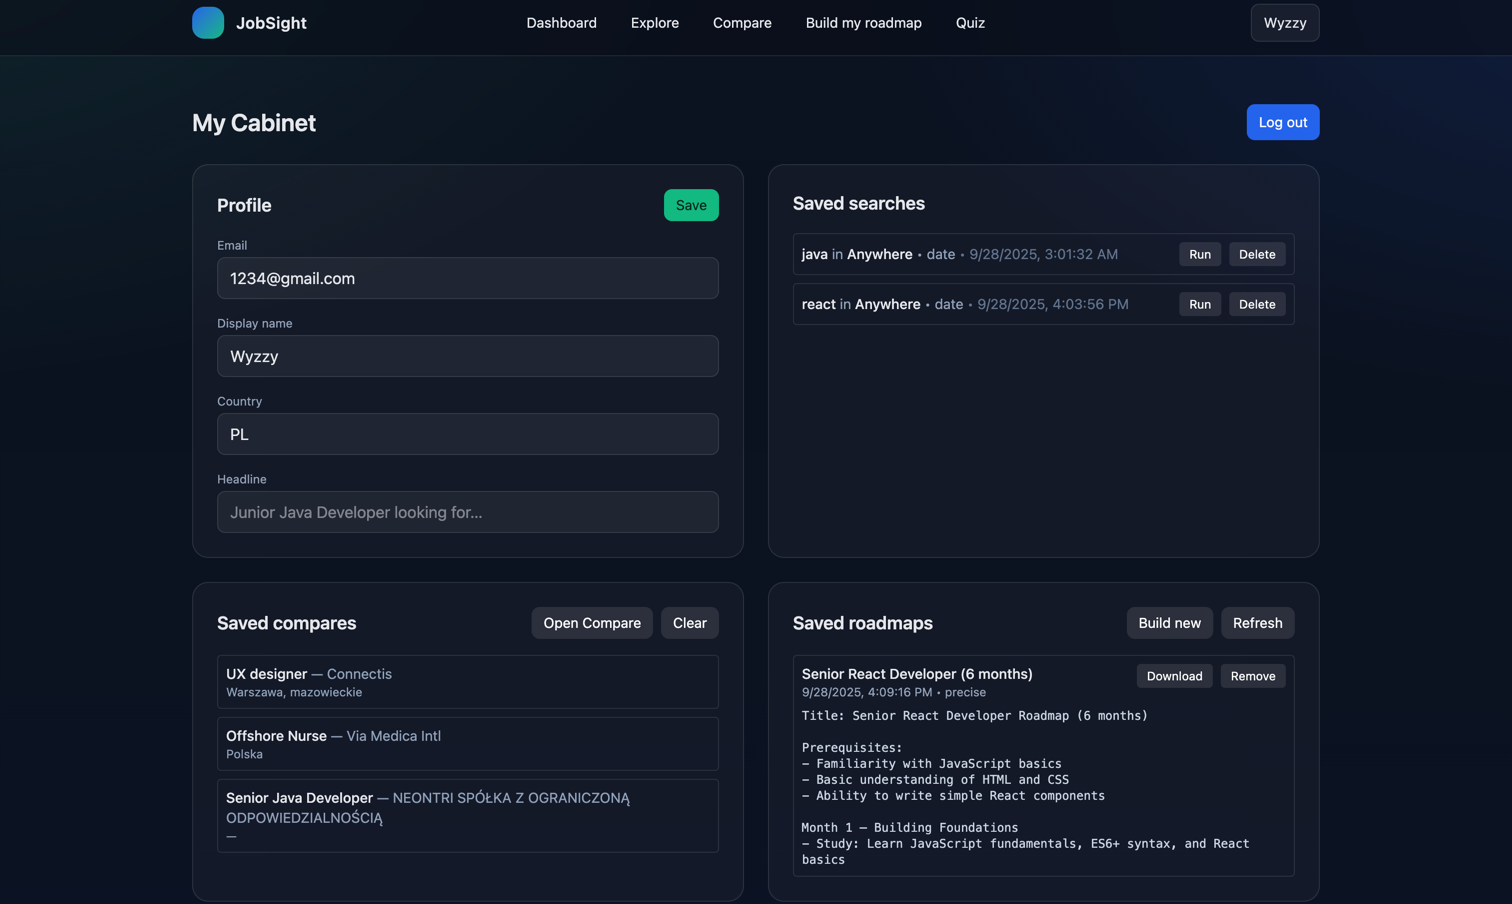 JobSight
Dashboard
Explore
Compare
Build my roadmap
Quiz
Wyzzy
My Cabinet
Log out
Profile
Save
Email
1234@gmail.com
Display name
Wyzzy
Country
PL
Headline
Junior Java Developer looking for...
Saved searches
java in Anywhere • date • 9/28/2025, 3:01:32 AM
Run
Delete
react in Anywhere • date • 9/28/2025, 4:03:56 PM
Run
Delete
Saved compares
Open Compare
Clear
UX designer — Connectis
Warszawa, mazowieckie
Offshore Nurse — Via Medica Intl
Polska
Senior Java Developer — NEONTRI SPÓŁKA Z OGRANICZONĄ
ODPOWIEDZIALNOŚCIĄ
—
Saved roadmaps
Build new
Refresh
Senior React Developer (6 months)
Download
Remove
9/28/2025, 4:09:16 PM • precise
Title: Senior React Developer Roadmap (6 months)
Prerequisites:
– Familiarity with JavaScript basics
– Basic understanding of HTML and CSS
– Ability to write simple React components
Month 1 — Building Foundations
– Study: Learn JavaScript fundamentals, ES6+ syntax, and React
basics